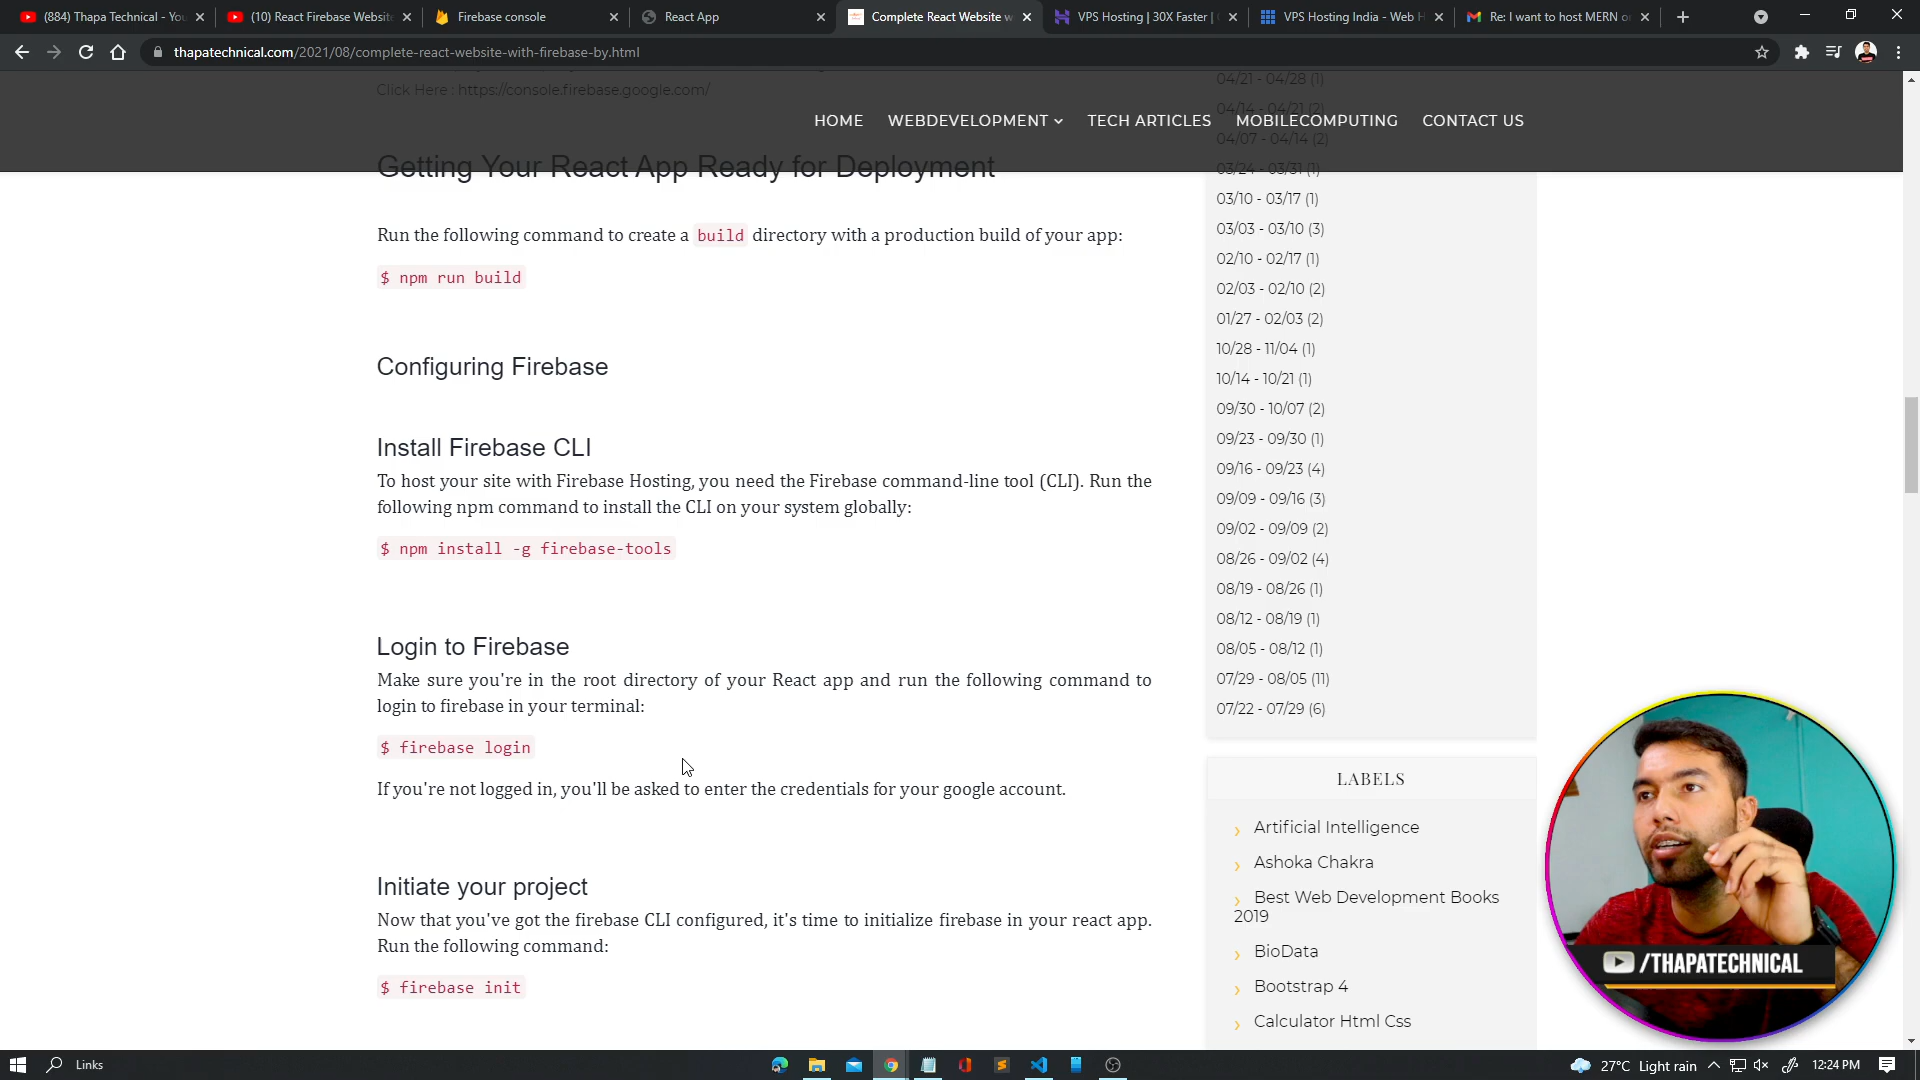 (884) Thapa Technical - You
(10) React Firebase Website
Firebase console
React App
Complete React Website w
VPS Hosting | 30X Faster |
VPS Hosting India - Web H
Re: I want to host MERN o
thapatechnical.com/2021/08/complete-react-website-with-firebase-by.html
Click Here : https://console.firebase.google.com/
HOME
WEBDEVELOPMENT
TECH ARTICLES
MOBILECOMPUTING
CONTACT US
Getting Your React App Ready for Deployment
Run the following command to create a build directory with a production build of your app:
$ npm run build
Configuring Firebase
Install Firebase CLI
To host your site with Firebase Hosting, you need the Firebase command-line tool (CLI). Run the
following npm command to install the CLI on your system globally:
$ npm install -g firebase-tools
Login to Firebase
Make sure you're in the root directory of your React app and run the following command to
login to firebase in your terminal:
$ firebase login
If you're not logged in, you'll be asked to enter the credentials for your google account.
Initiate your project
Now that you've got the firebase CLI configured, it's time to initialize firebase in your react app.
Run the following command:
$ firebase init
04/21 - 04/28 (1)
04/14 - 04/21 (2)
04/07 - 04/14 (2)
03/24 - 03/31 (1)
03/10 - 03/17 (1)
03/03 - 03/10 (3)
02/10 - 02/17 (1)
02/03 - 02/10 (2)
01/27 - 02/03 (2)
10/28 - 11/04 (1)
10/14 - 10/21 (1)
09/30 - 10/07 (2)
09/23 - 09/30 (1)
09/16 - 09/23 (4)
09/09 - 09/16 (3)
09/02 - 09/09 (2)
08/26 - 09/02 (4)
08/19 - 08/26 (1)
08/12 - 08/19 (1)
08/05 - 08/12 (1)
07/29 - 08/05 (11)
07/22 - 07/29 (6)
LABELS
Artificial Intelligence
Ashoka Chakra
Best Web Development Books
2019
BioData
Bootstrap 4
Calculator Html Css
/THAPATECHNICAL
Links
27°C Light rain
12:24 PM